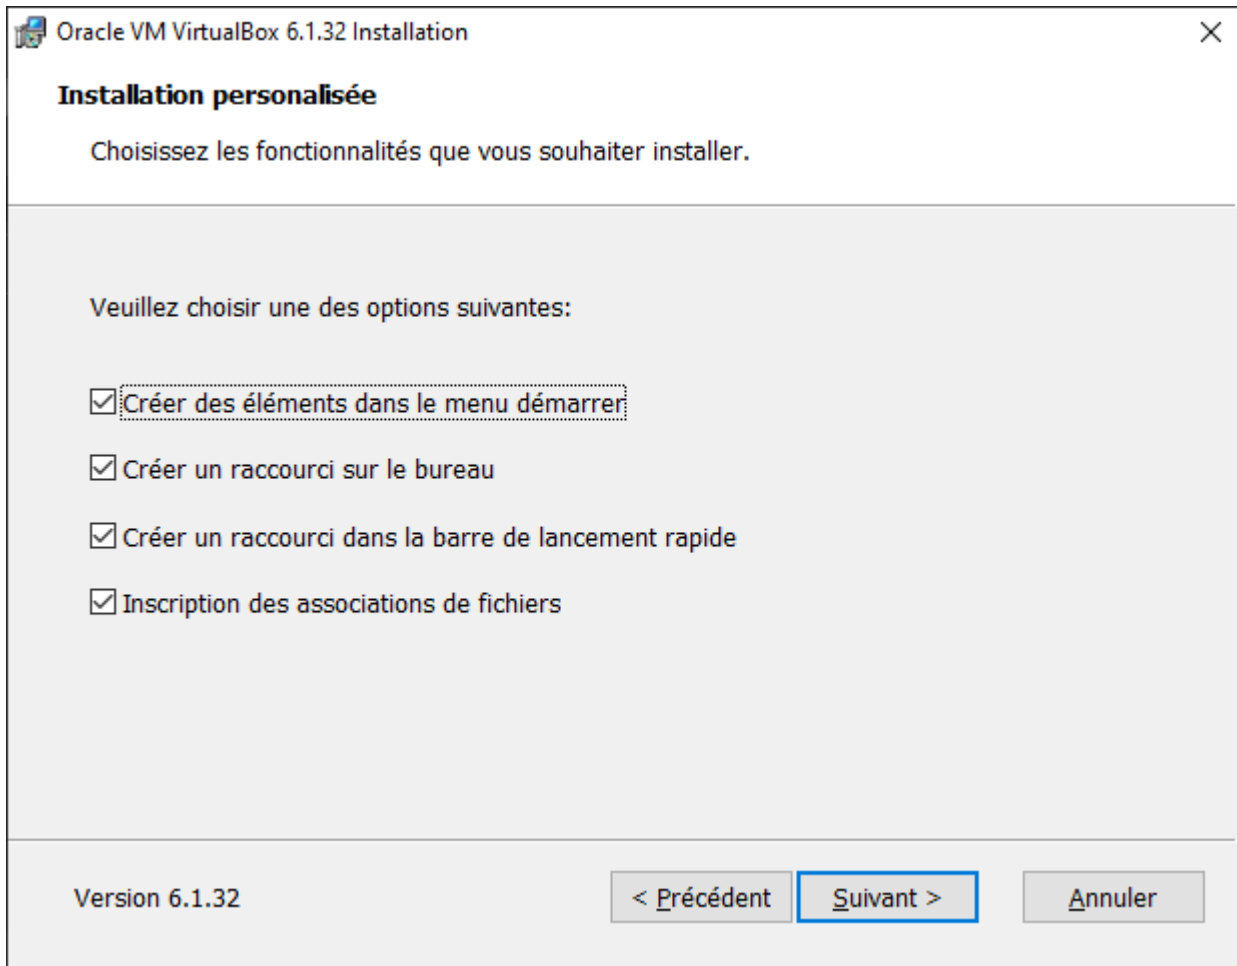 Oracle VM VirtualBox 6.1.32 Installation
Installation personalisée
Choisissez les fonctionnalités que vous souhaiter installer.
Veuillez choisir une des options suivantes:
Créer des éléments dans le menu démarrer
Créer un raccourci sur le bureau
Créer un raccourci dans la barre de lancement rapide
Inscription des associations de fichiers
Version 6.1.32
< Précédent
Suivant >
Annuler